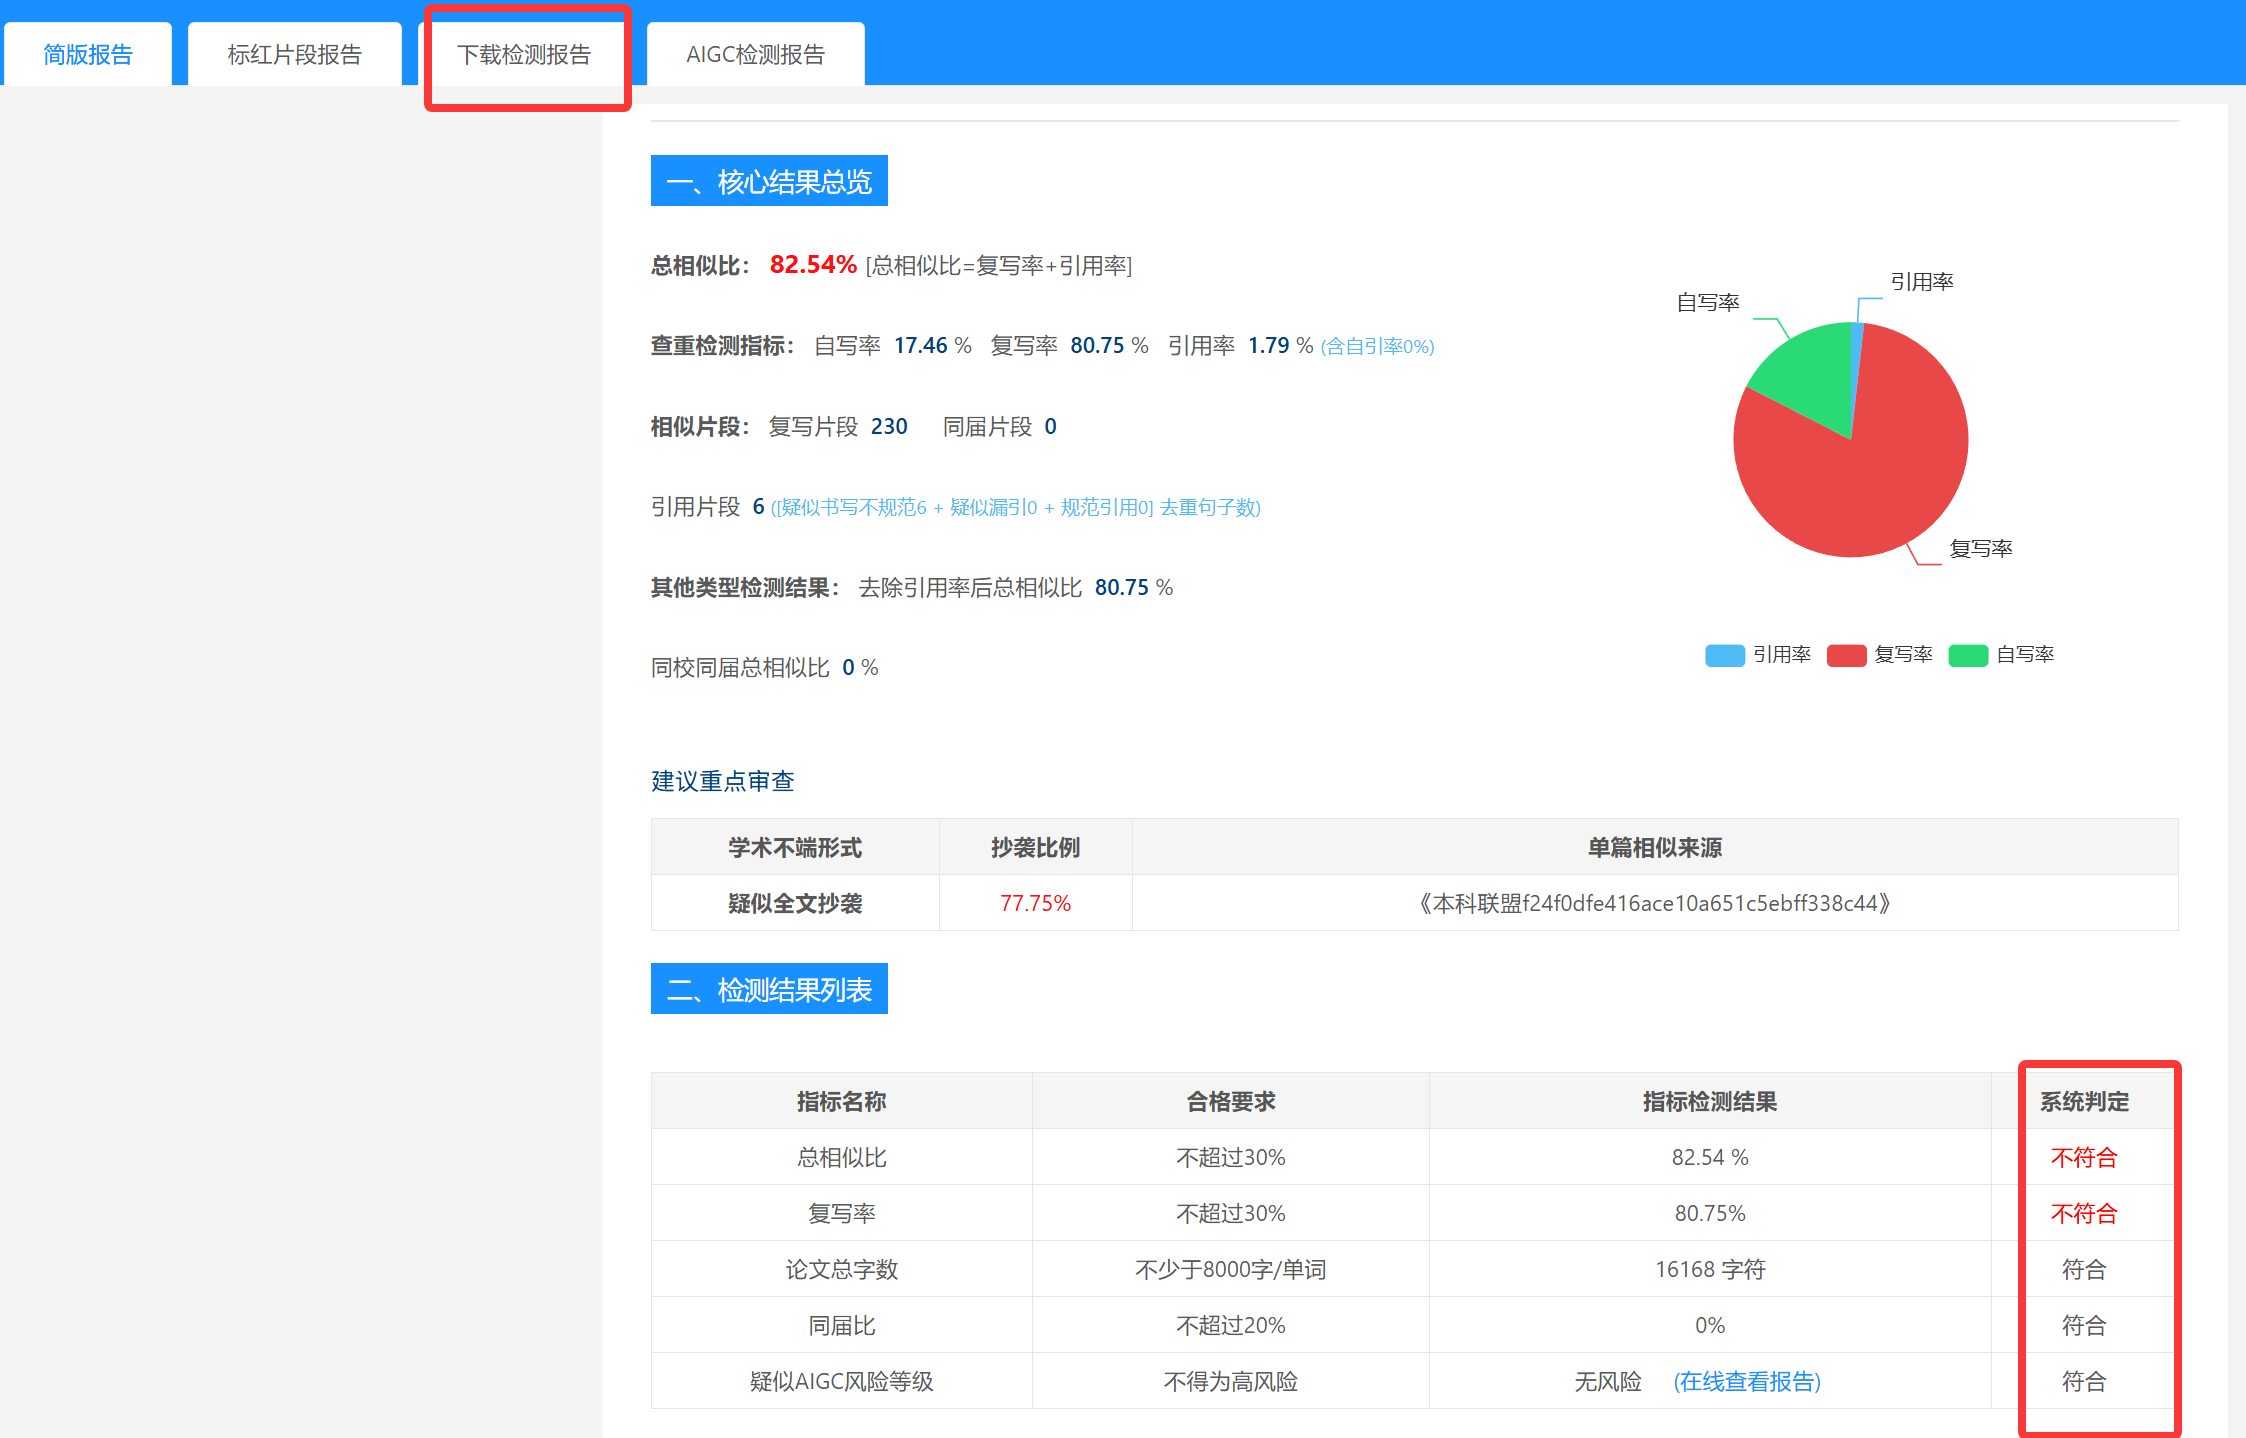 简版报告 标红片段报告 下载检测报告 AIGC检测报告
一、核心结果总览
总相似比： 82.54% [总相似比=复写率+引用率]
查重检测指标： 自写率 17.46 % 复写率 80.75 % 引用率 1.79 % (含自引率0%)
相似片段： 复写片段 230 同届片段 0
引用片段 6 ([疑似书写不规范6 + 疑似漏引0 + 规范引用0] 去重句子数)
其他类型检测结果： 去除引用率后总相似比 80.75 %
同校同届总相似比 0 %
引用率
自写率
复写率
引用率 复写率 自写率
建议重点审查
学术不端形式 抄袭比例 单篇相似来源
疑似全文抄袭 77.75% 《本科联盟f24f0dfe416ace10a651c5ebff338c44》
二、检测结果列表
指标名称 合格要求 指标检测结果 系统判定
总相似比 不超过30% 82.54 % 不符合
复写率 不超过30% 80.75% 不符合
论文总字数 不少于8000字/单词 16168 字符 符合
同届比 不超过20% 0% 符合
疑似AIGC风险等级 不得为高风险 无风险 (在线查看报告) 符合